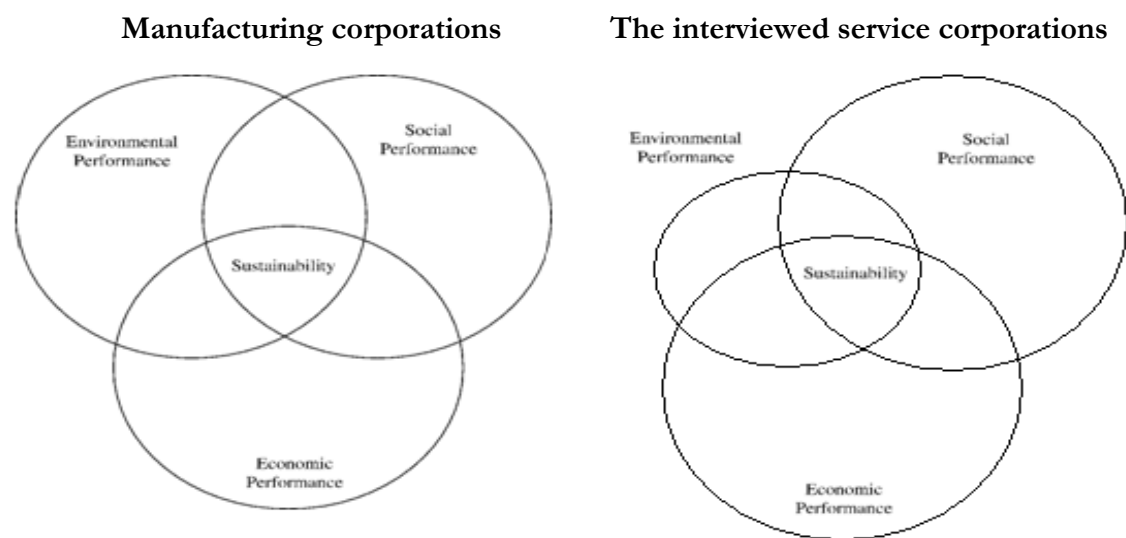 Manufacturing corporations
The interviewed service corporations
Environmental
Performance
Social
Performance
Sustainability
Economic
Performance
Environmental
Performance
Social
Performance
Sustainability
Economic
Performance